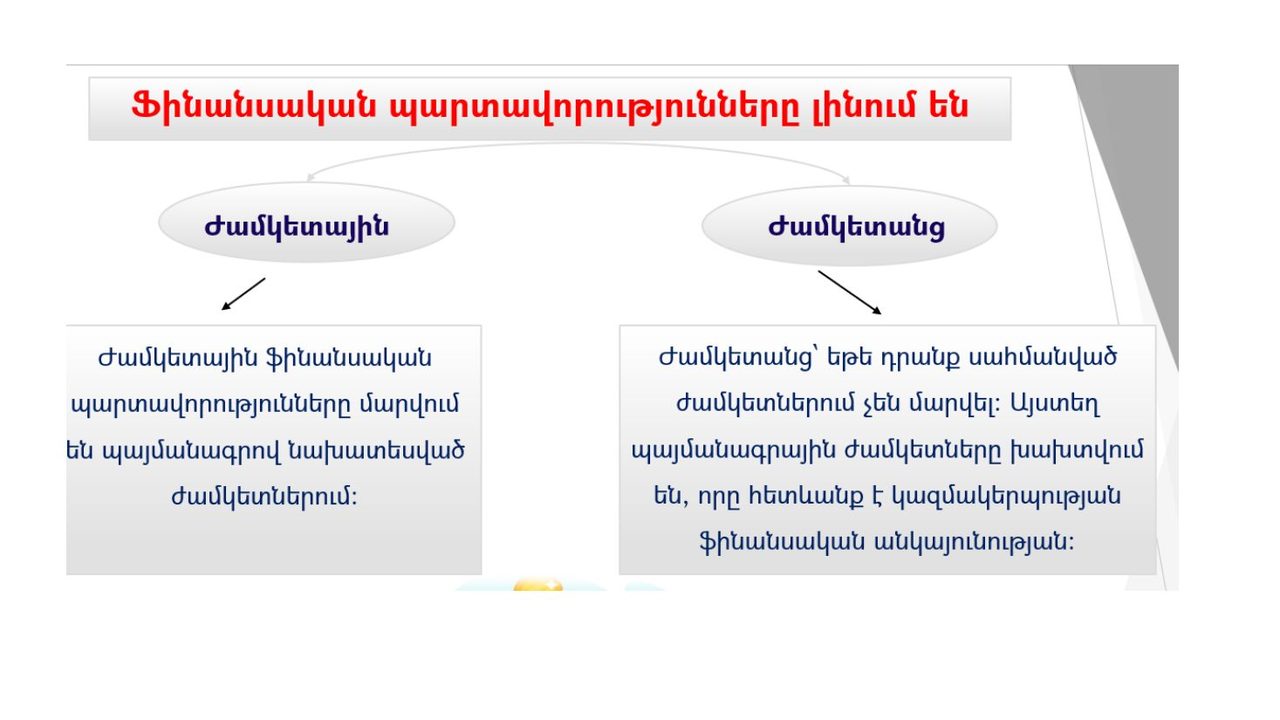 Ֆինանսական պարտավորությունները լինում են
Ժամկետային
Ժամկետանց
Ժամկետային ֆինանսական
պարտավորությունները մարվում
են պայմանագրով նախատեսված
ժամկետներում:
Ժամկետանց՝ եթե դրանք սահմանված
ժամկետներում չեն մարվել: Այստեղ
պայմանագրային ժամկետները խախտվում
են, որը հետևանք է կազմակերպության
ֆինանսական անկայունության: